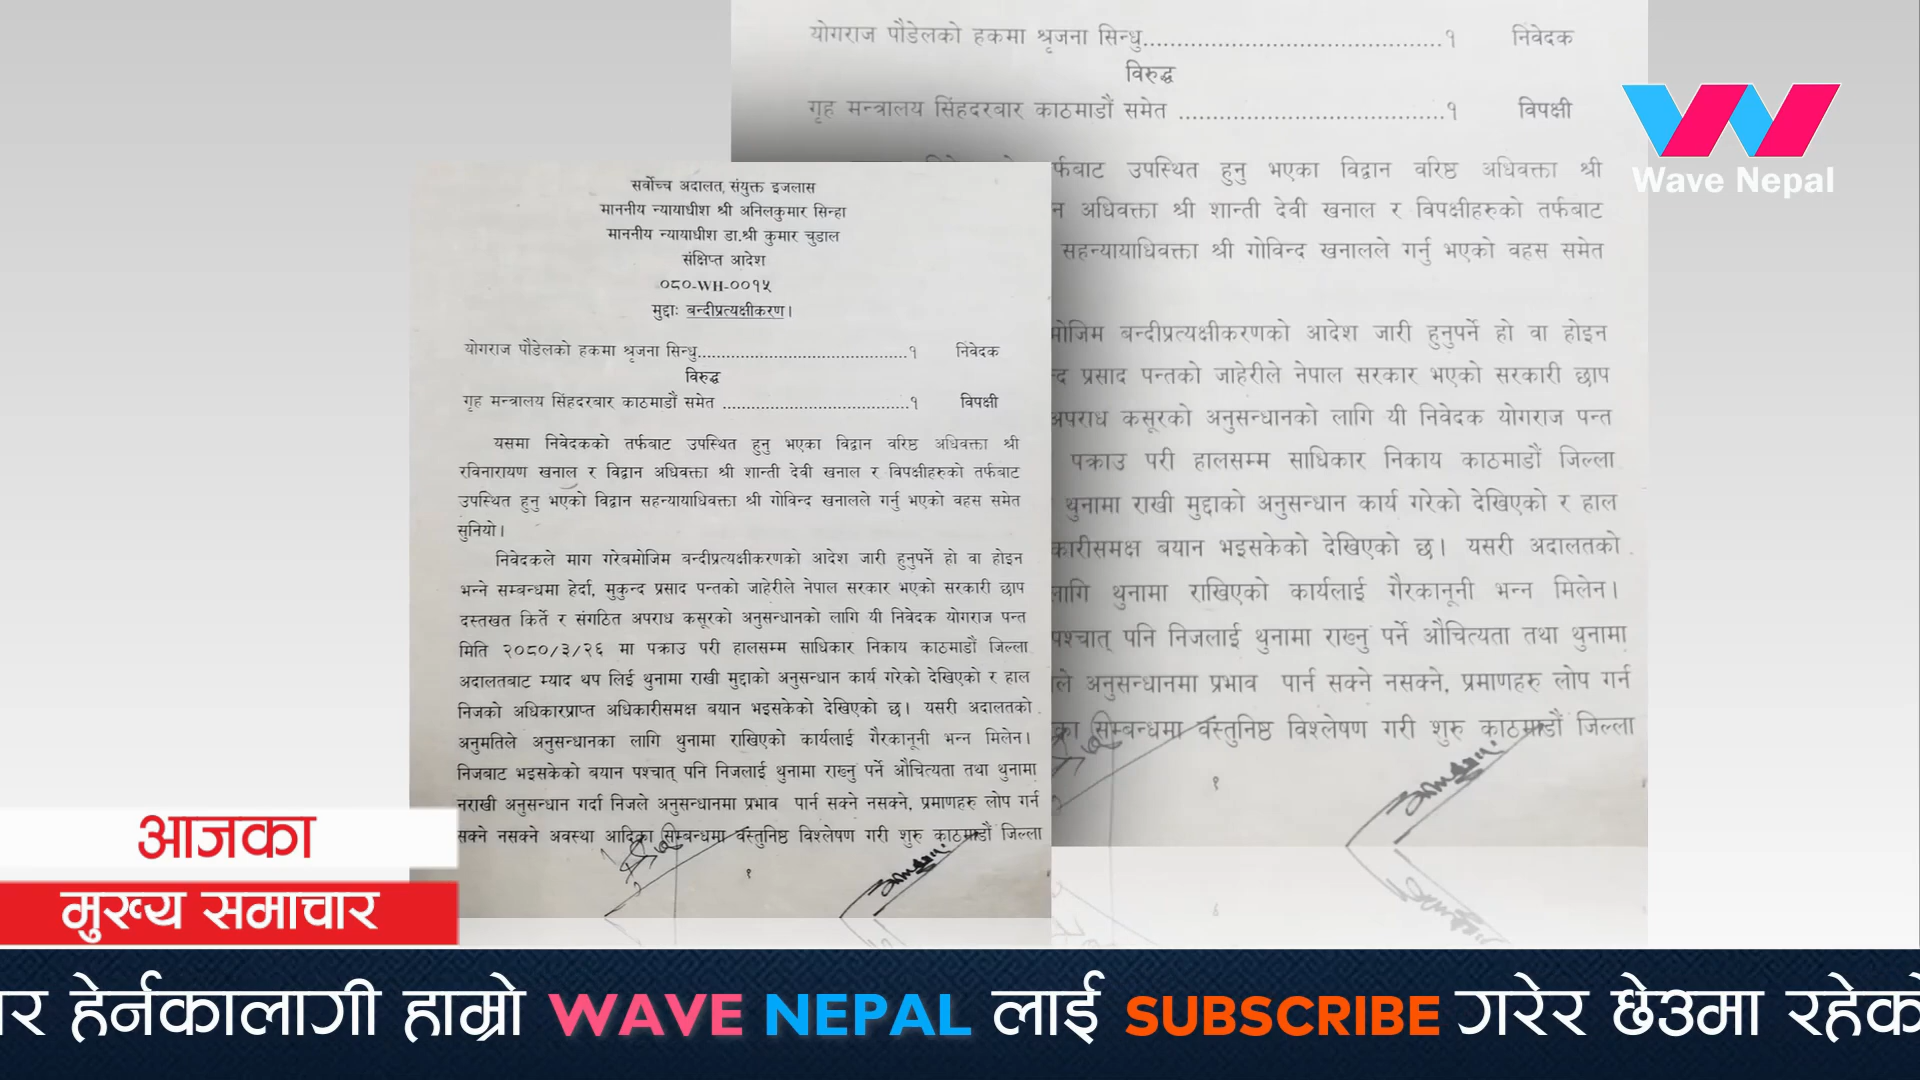 योगराज पौडेलको हकमा श्रृजना सिन्धु............................................१ निवेदक
विरुद्ध
गृह मन्त्रालय सिंहदरबार काठमाडौं समेत .......................................१ विपक्षी
र्फबाट उपस्थित हुनु भएका विद्वान वरिष्ठ अधिवक्ता श्री
न अधिवक्ता श्री शान्ती देवी खनाल र विपक्षीहरुको तर्फबाट
सहन्यायाधिवक्ता श्री गोविन्द खनालले गर्नु भएको वहस समेत
मोजिम बन्दीप्रत्यक्षीकरणको आदेश जारी हुनुपर्ने हो वा होइन
न्द प्रसाद पन्तको जाहेरीले नेपाल सरकार भएको सरकारी छाप
अपराध कसूरको अनुसन्धानको लागि यी निवेदक योगराज पन्त
पक्राउ परी हालसम्म साधिकार निकाय काठमाडौं जिल्ला
थुनामा राखी मुद्दाको अनुसन्धान कार्य गरेको देखिएको र हाल
कारीसमक्ष बयान भइसकेको देखिएको छ। यसरी अदालतको
लागि थुनामा राखिएको कार्यलाई गैरकानूनी भन्न मिलेन।
पश्चात् पनि निजलाई थुनामा राख्नु पर्ने औचित्यता तथा थुनामा
ले अनुसन्धानमा प्रभाव पार्न सक्ने नसक्ने, प्रमाणहरु लोप गर्न
का सम्बन्धमा वस्तुनिष्ठ विश्लेषण गरी शुरु काठमाडौं जिल्ला
१
Wave Nepal
सर्वोच्च अदालत, संयुक्त इजलास
माननीय न्यायाधीश श्री अनिलकुमार सिन्हा
माननीय न्यायाधीश डा.श्री कुमार चुडाल
संक्षिप्त आदेश
०८०-WH-००१५
मुद्दाः बन्दीप्रत्यक्षीकरण।
योगराज पौडेलको हकमा श्रृजना सिन्धु............................................१ निवेदक
विरुद्ध
गृह मन्त्रालय सिंहदरबार काठमाडौं समेत .......................................१ विपक्षी
यसमा निवेदकको तर्फबाट उपस्थित हुनु भएका विद्वान वरिष्ठ अधिवक्ता श्री
रविनारायण खनाल र विद्वान अधिवक्ता श्री शान्ती देवी खनाल र विपक्षीहरुको तर्फबाट
उपस्थित हुनु भएको विद्वान सहन्यायाधिवक्ता श्री गोविन्द खनालले गर्नु भएको वहस समेत
सुनियो।
निवेदकले माग गरेबमोजिम बन्दीप्रत्यक्षीकरणको आदेश जारी हुनुपर्ने हो वा होइन
भन्ने सम्बन्धमा हेर्दा, मुकुन्द प्रसाद पन्तको जाहेरीले नेपाल सरकार भएको सरकारी छाप
दस्तखत किर्ते र संगठित अपराध कसूरको अनुसन्धानको लागि यी निवेदक योगराज पन्त
मिति २०८०/३/२६ मा पक्राउ परी हालसम्म साधिकार निकाय काठमाडौं जिल्ला
अदालतबाट म्याद थप लिई थुनामा राखी मुद्दाको अनुसन्धान कार्य गरेको देखिएको र हाल
निजको अधिकारप्राप्त अधिकारीसमक्ष बयान भइसकेको देखिएको छ। यसरी अदालतको
अनुमतिले अनुसन्धानका लागि थुनामा राखिएको कार्यलाई गैरकानूनी भन्न मिलेन।
निजबाट भइसकेको बयान पश्चात् पनि निजलाई थुनामा राख्नु पर्ने औचित्यता तथा थुनामा
नराखी अनुसन्धान गर्दा निजले अनुसन्धानमा प्रभाव पार्न सक्ने नसक्ने, प्रमाणहरु लोप गर्न
सक्ने नसक्ने अवस्था आदिका सम्बन्धमा वस्तुनिष्ठ विश्लेषण गरी शुरु काठमाडौं जिल्ला
१
आजका
मुख्य समाचार
ार हेर्नकालागी हाम्रो WAVE NEPAL लाई SUBSCRIBE गरेर छेउमा रहेको